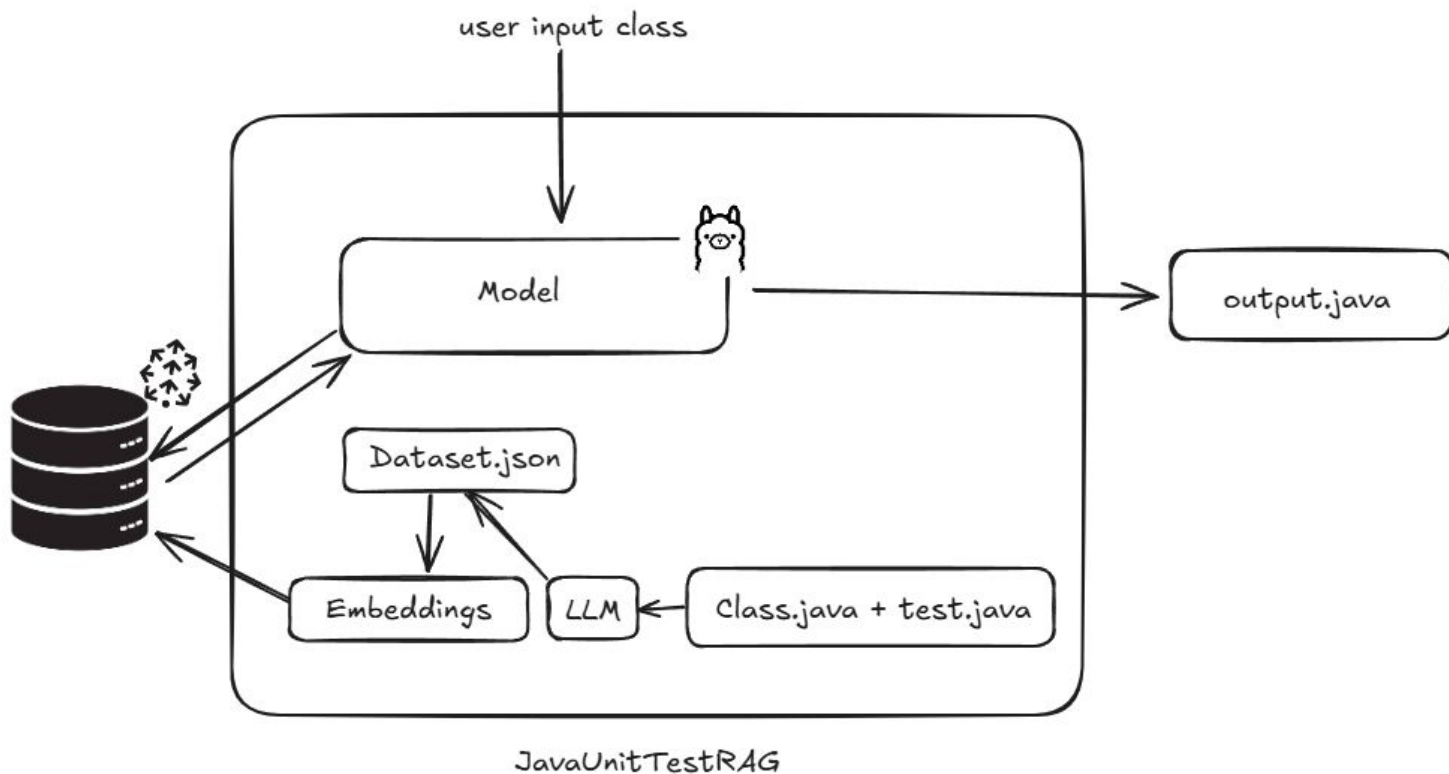 user input class
Model
output.java
Dataset.json
Embeddings
LLM
Class.java + test.java
JavaUnitTestRAG